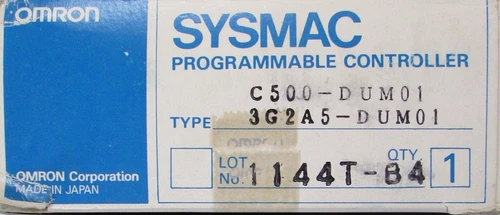 OMRON
SYSMAC
PROGRAMMABLE CONTROLLER
C500-DUM01
TYPE 3G2A5-DUM01
LOT No. 1144T-B4 QTY 1
OMRON Corporation
MADE IN JAPAN